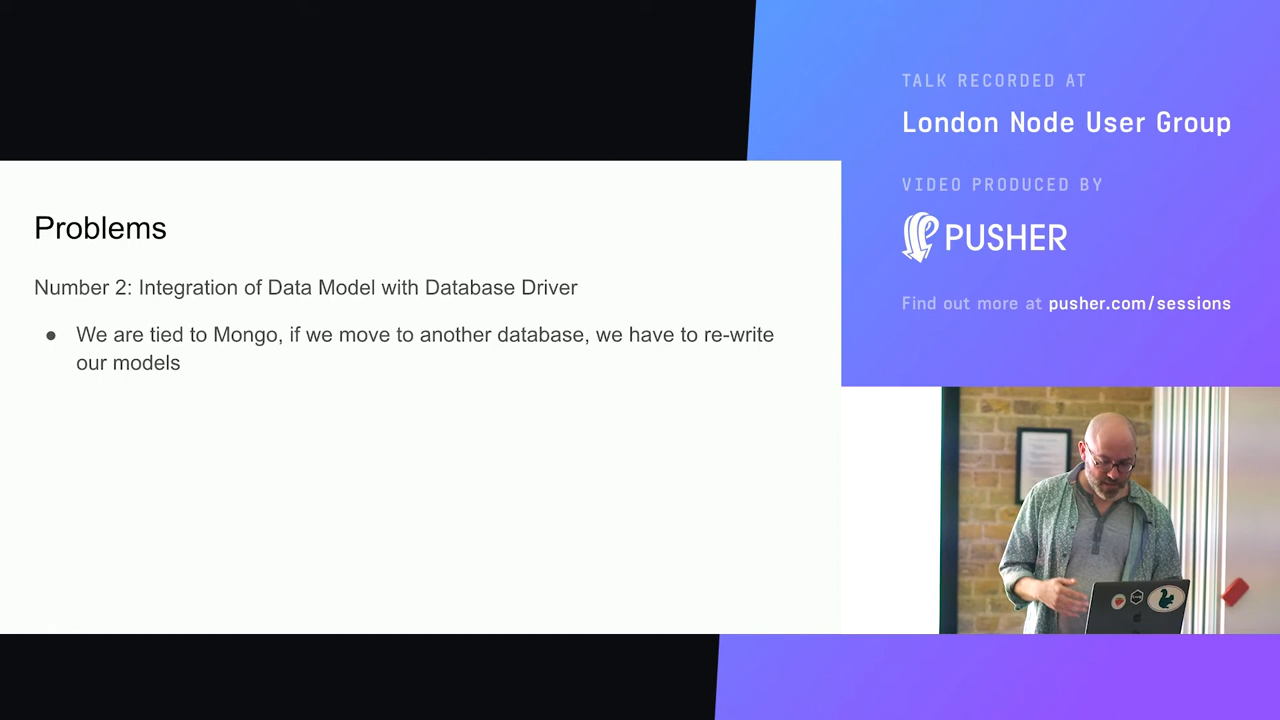 TALK RECORDED AT
London Node User Group
VIDEO PRODUCED BY
PUSHER
Find out more at pusher.com/sessions
Problems
Number 2: Integration of Data Model with Database Driver
● We are tied to Mongo, if we move to another database, we have to re-write
our models